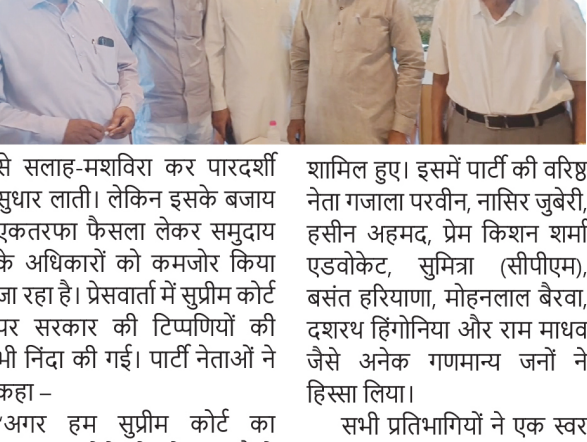 से सलाह-मशविरा कर पारदर्शी
सुधार लाती। लेकिन इसके बजाय
एकतरफा फैसला लेकर समुदाय
के अधिकारों को कमजोर किया
जा रहा है। प्रेसवार्ता में सुप्रीम कोर्ट
पर सरकार की टिप्पणियों की
भी निंदा की गई। पार्टी नेताओं ने
कहा –
"अगर हम सुप्रीम कोर्ट का
शामिल हुए। इसमें पार्टी की वरिष्ठ
नेता गजाला परवीन, नासिर जुबेरी,
हसीन अहमद, प्रेम किशन शर्मा
एडवोकेट, सुमित्रा (सीपीएम),
बसंत हरियाणा, मोहनलाल बैरवा,
दशरथ हिंगोनिया और राम माधव
जैसे अनेक गणमान्य जनों ने
हिस्सा लिया।
सभी प्रतिभागियों ने एक स्वर